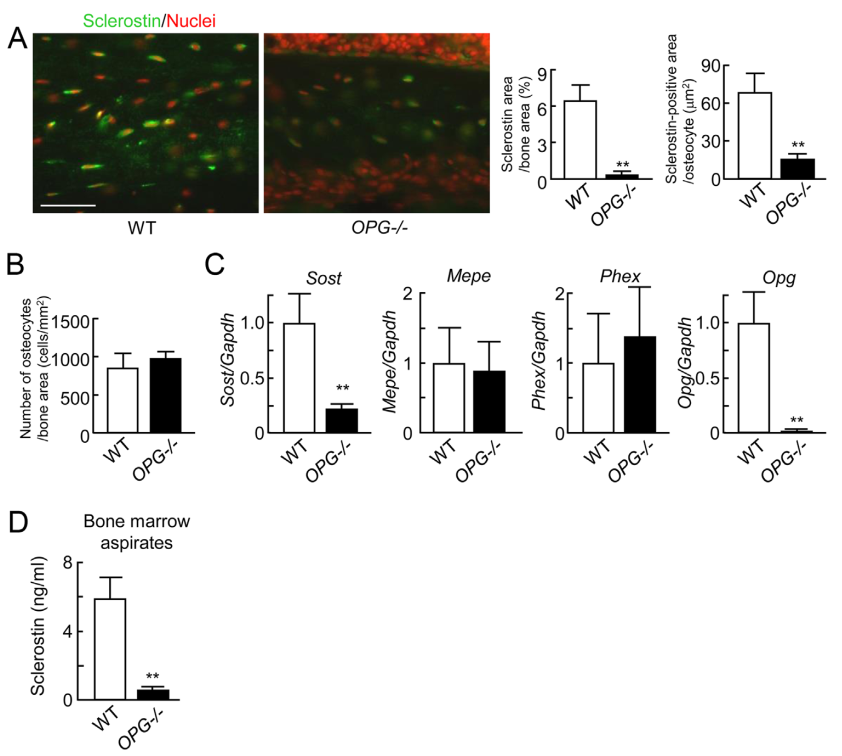 Sclerostin/Nuclei
A
WT
OPG-/-
Sclerostin area
/bone area (%)
9
6
3
0
**
WT
OPG-/-
Sclerostin-positive area
/osteocyte (μm2)
90
60
30
0
**
WT
OPG-/-
B
Number of osteocytes
/bone area (cells/mm2)
1500
1000
500
0
WT
OPG-/-
C
Sost
Sost/Gapdh
1.0
0.5
0
**
WT
OPG-/-
Mepe
Mepe/Gapdh
2
1
0
WT
OPG-/-
Phex
Phex/Gapdh
2
1
0
WT
OPG-/-
Opg
Opg/Gapdh
1.0
0.5
0
**
WT
OPG-/-
D
Bone marrow
aspirates
Sclerostin (ng/ml)
8
4
0
**
WT
OPG-/-